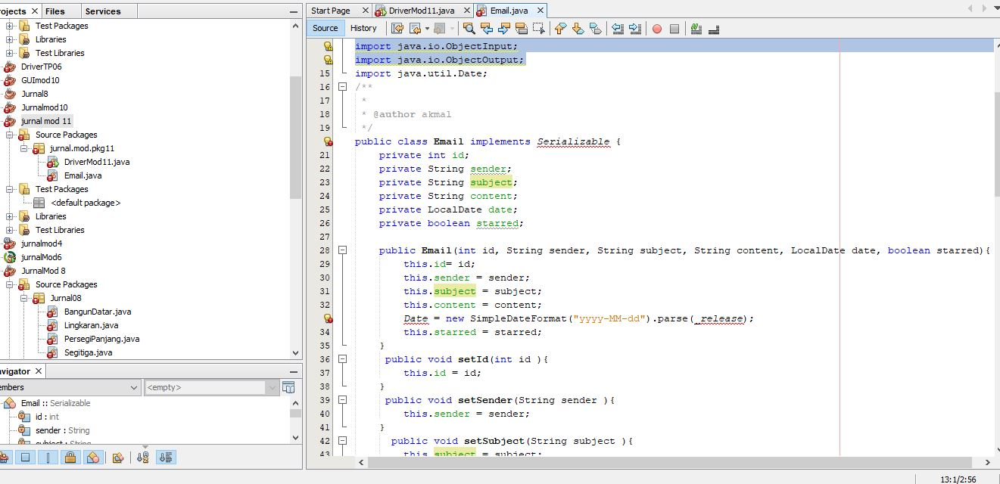 rojects
Files
Services
Test Packages
Libraries
Test Libraries
DriverTP06
GUImod10
Jurnal8
Jurnalmod10
jurnal mod 11
Source Packages
jurnal.mod.pkg11
DriverMod11.java
Email.java
Test Packages
<default package>
Libraries
Test Libraries
jurnalmod4
jurnalMod6
JurnalMod 8
Source Packages
Jurnal08
BangunDatar.java
Lingkaran.java
PersegiPanjang.java
Segitiga.java
avigator
embers
<empty>
Email :: Serializable
id : int
sender : String
subject : String
Start Page
DriverMod11.java
Email.java
Source
History
import java.io.ObjectInput;
import java.io.ObjectOutput;
15 import java.util.Date;
16 /**
17 *
18 * @author akmal
19 */
public class Email implements Serializable {
21 private int id;
22 private String sender;
23 private String subject;
24 private String content;
25 private LocalDate date;
26 private boolean starred;
27
28 public Email(int id, String sender, String subject, String content, LocalDate date, boolean starred){
29 this.id= id;
30 this.sender = sender;
31 this.subject = subject;
32 this.content = content;
Date = new SimpleDateFormat("yyyy-MM-dd").parse(_release);
34 this.starred = starred;
35 }
36 public void setId(int id ){
37 this.id = id;
38 }
39 public void setSender(String sender ){
40 this.sender = sender;
41 }
42 public void setSubject(String subject ){
43 this.subject = subject;
13:1/2:56